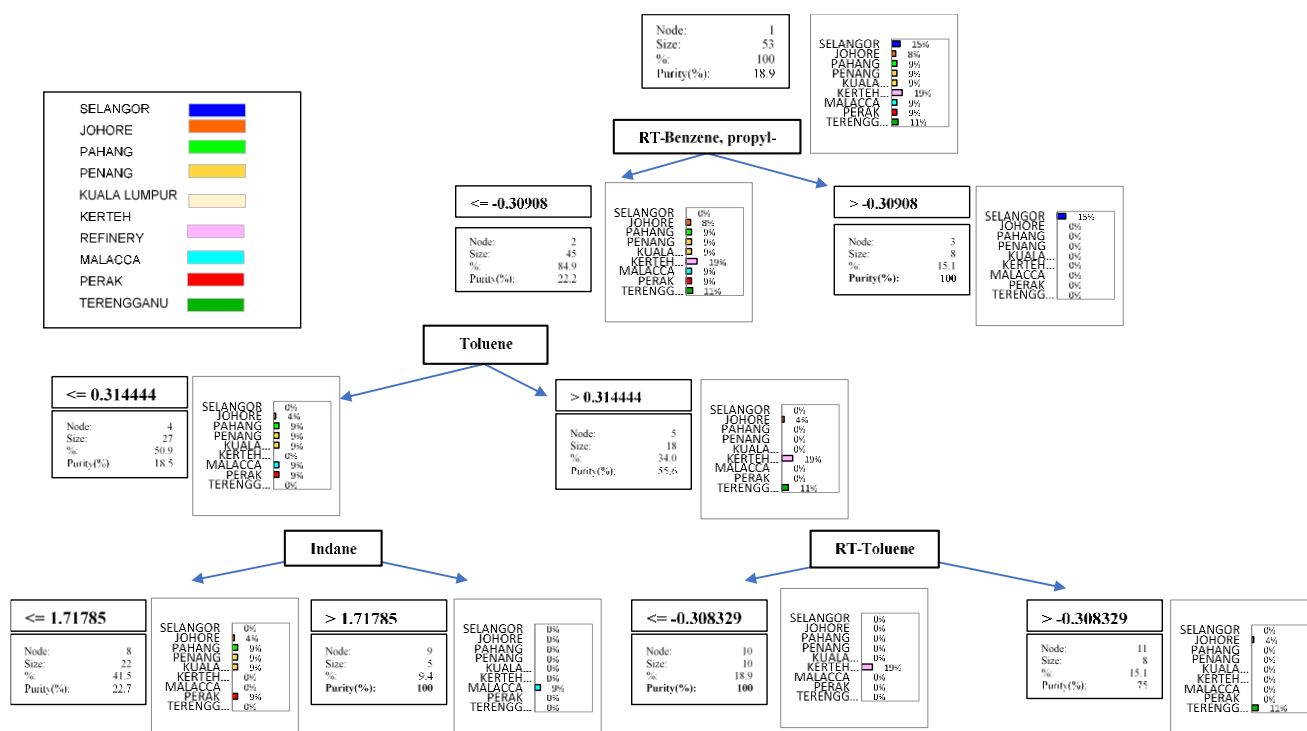 Node: 1
Size: 53
%: 100
Purity(%): 18.9
SELANGOR 15%
JOHORE 8%
PAHANG 9%
PENANG 9%
KUALA... 9%
KERTEH... 19%
MALACCA 9%
PERAK 9%
TERENGG... 11%
SELANGOR
JOHORE
PAHANG
PENANG
KUALA LUMPUR
KERTEH
REFINERY
MALACCA
PERAK
TERENGGANU
RT-Benzene, propyl-
<= -0.30908
Node: 2
Size: 45
%: 84.9
Purity(%) 22.2
SELANGOR 0%
JOHORE 8%
PAHANG 9%
PENANG 9%
KUALA... 9%
KERTEH... 19%
MALACCA 9%
PERAK 9%
TERENGG... 11%
> -0.30908
Node: 3
Size: 8
%: 15.1
Purity(%): 100
SELANGOR 15%
JOHORE 0%
PAHANG 0%
PENANG 0%
KUALA... 0%
KERTEH... 0%
MALACCA 0%
PERAK 0%
TERENGG... 0%
Toluene
<= 0.314444
Node: 4
Size: 27
%: 50.9
Purity(%) 18.5
SELANGOR 0%
JOHORE 4%
PAHANG 9%
PENANG 9%
KUALA... 9%
KERTEH... 0%
MALACCA 9%
PERAK 9%
TERENGG... 0%
> 0.314444
Node: 5
Size: 18
%: 34.0
Purity(%): 55.6
SELANGOR 0%
JOHORE 4%
PAHANG 0%
PENANG 0%
KUALA... 0%
KERTEH... 19%
MALACCA 0%
PERAK 0%
TERENGG... 11%
Indane
RT-Toluene
<= 1.71785
Node: 8
Size: 22
%: 41.5
Purity(%) 22.7
SELANGOR 0%
JOHORE 4%
PAHANG 9%
PENANG 9%
KUALA... 9%
KERTEH... 0%
MALACCA 0%
PERAK 9%
TERENGG... 0%
> 1.71785
Node: 9
Size: 5
%: 9.4
Purity(%): 100
SELANGOR 0%
JOHORE 0%
PAHANG 0%
PENANG 0%
KUALA... 0%
KERTEH... 0%
MALACCA 9%
PERAK 0%
TERENGG... 0%
<= -0.308329
Node: 10
Size: 10
%: 18.9
Purity(%): 100
SELANGOR 0%
JOHORE 0%
PAHANG 0%
PENANG 0%
KUALA... 0%
KERTEH... 19%
MALACCA 0%
PERAK 0%
TERENGG... 0%
> -0.308329
Node: 11
Size: 8
%: 15.1
Purity(%) 75
SELANGOR 0%
JOHORE 4%
PAHANG 0%
PENANG 0%
KUALA... 0%
KERTEH... 0%
MALACCA 0%
PERAK 0%
TERENGG... 11%